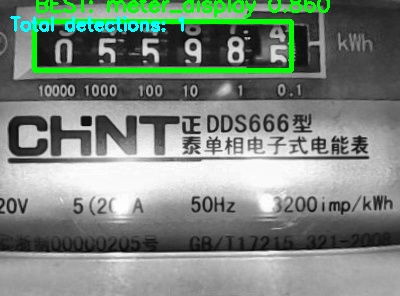 BEST: meter_display 0.860
Total detections: 1
0 5 5 9 8 5
kWh
10000 1000 100 10 1 0.1
CHNT 正泰 DDS666型
单相电子式电能表
20V 5(20)A 50Hz 3200imp/kWh
00000205号 GB/T17215.321-2008